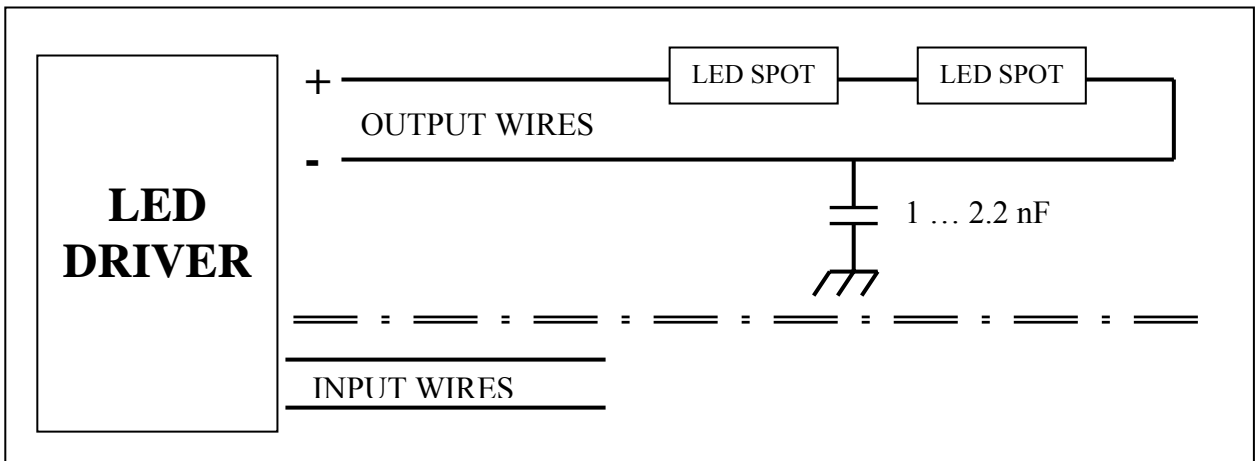 LED SPOT
LED SPOT
+
OUTPUT WIRES
-
LED
DRIVER
1 … 2.2 nF
INPUT WIRES